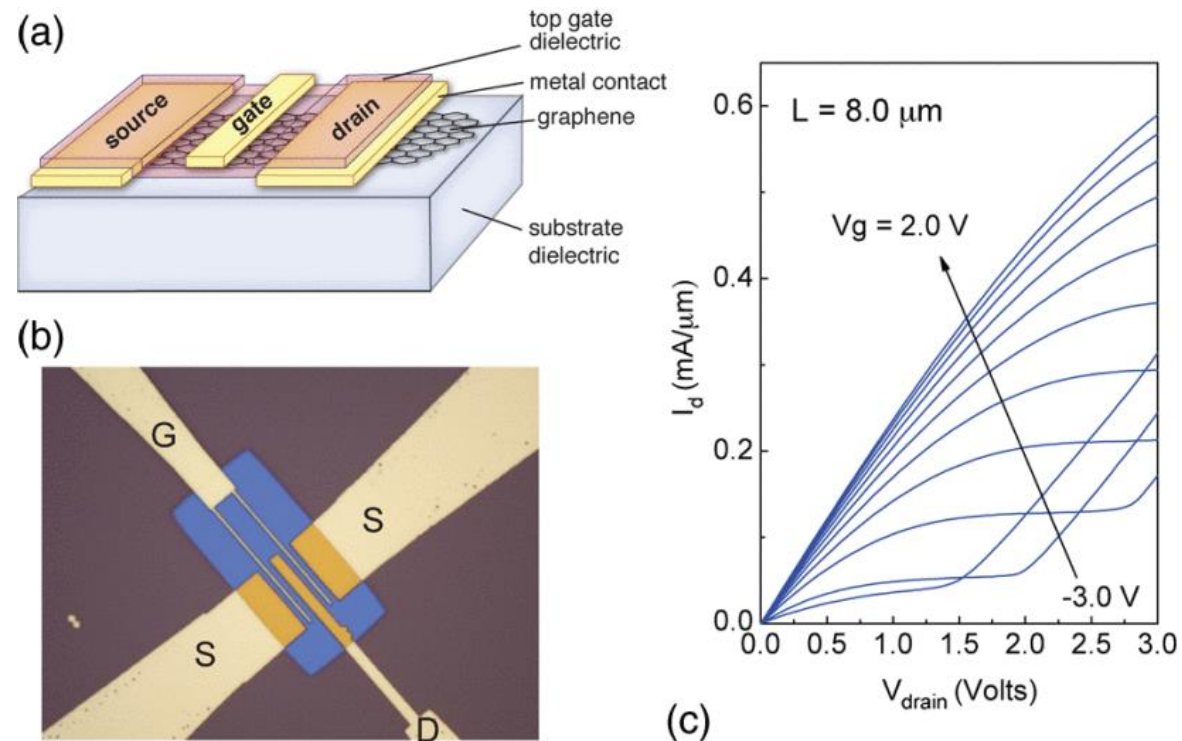 (a)
top gate
dielectric
metal contact
graphene
source
gate
drain
substrate
dielectric
(b)
G
S
S
D
L = 8.0 μm
Vg = 2.0 V
-3.0 V
I_d (mA/μm)
0.6
0.4
0.2
0.0
0.0 0.5 1.0 1.5 2.0 2.5 3.0
V_drain (Volts)
(c)